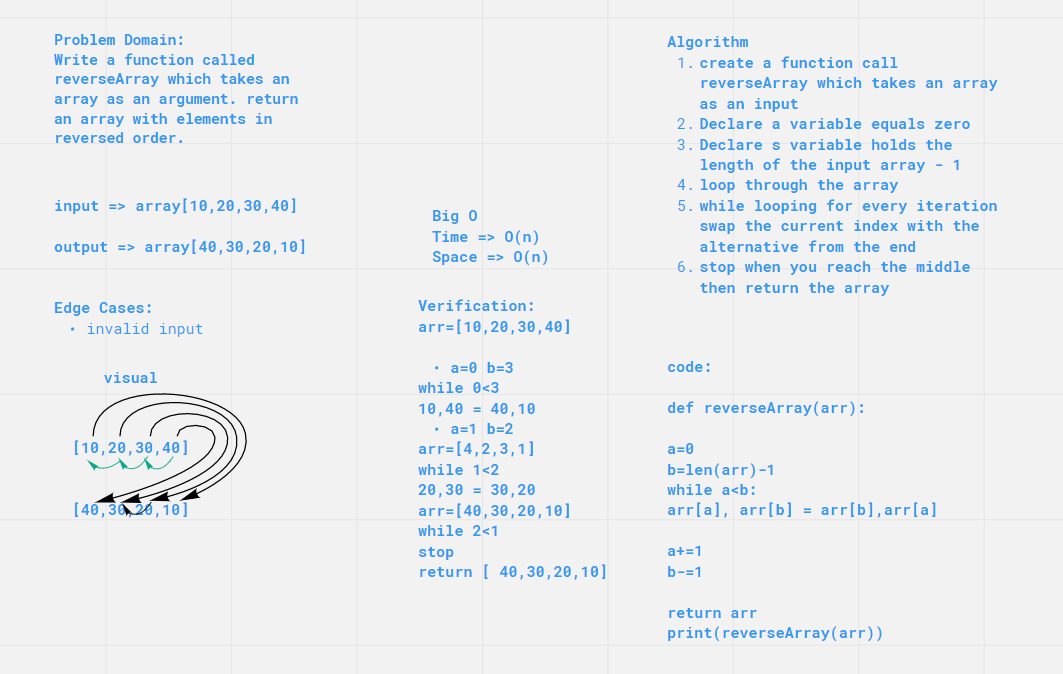 Problem Domain:
Write a function called
reverseArray which takes an
array as an argument. return
an array with elements in
reversed order.
input => array[10,20,30,40]
output => array[40,30,20,10]
Edge Cases:
• invalid input
visual
[10,20,30,40]
[40,30,20,10]
Big O
Time => O(n)
Space => O(n)
Verification:
arr=[10,20,30,40]
• a=0 b=3
while 0<3
10,40 = 40,10
• a=1 b=2
arr=[4,2,3,1]
while 1<2
20,30 = 30,20
arr=[40,30,20,10]
while 2<1
stop
return [ 40,30,20,10]
Algorithm
1. create a function call
reverseArray which takes an array
as an input
2. Declare a variable equals zero
3. Declare s variable holds the
length of the input array - 1
4. loop through the array
5. while looping for every iteration
swap the current index with the
alternative from the end
6. stop when you reach the middle
then return the array
code:
def reverseArray(arr):
a=0
b=len(arr)-1
while a<b:
arr[a], arr[b] = arr[b],arr[a]
a+=1
b-=1
return arr
print(reverseArray(arr))